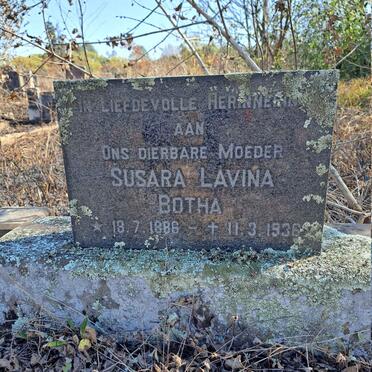 IN LIEFDEVOLLE HERINNERING
AAN
ONS DIERBARE MOEDER
SUSARA LAVINA
BOTHA
* 18.7.1886 - + 11.3.1936